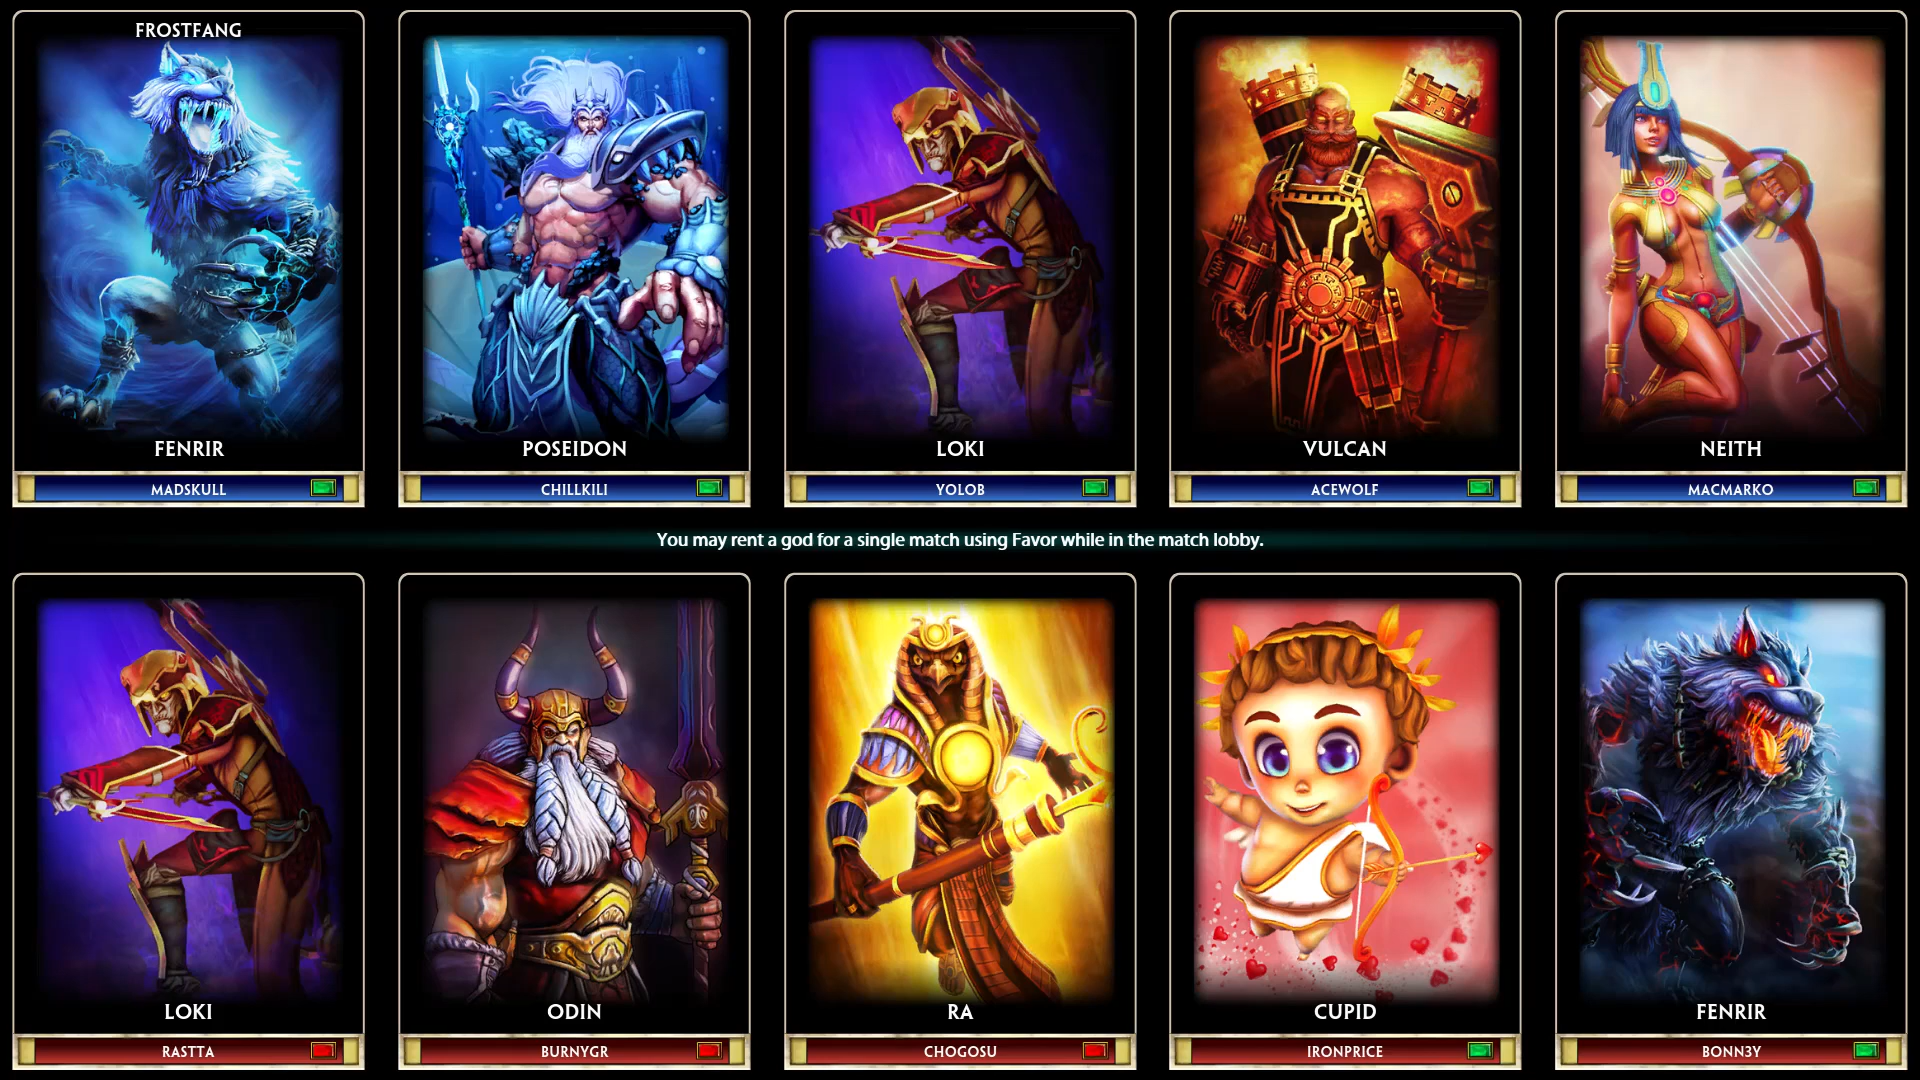 FROSTFANG
FENRIR
MADSKULL
POSEIDON
CHILLKILI
LOKI
YOLOB
VULCAN
ACEWOLF
NEITH
MACMARKO
You may rent a god for a single match using Favor while in the match lobby.
LOKI
RASTTA
ODIN
BURNYGR
RA
CHOGOSU
CUPID
IRONPRICE
FENRIR
BONN3Y